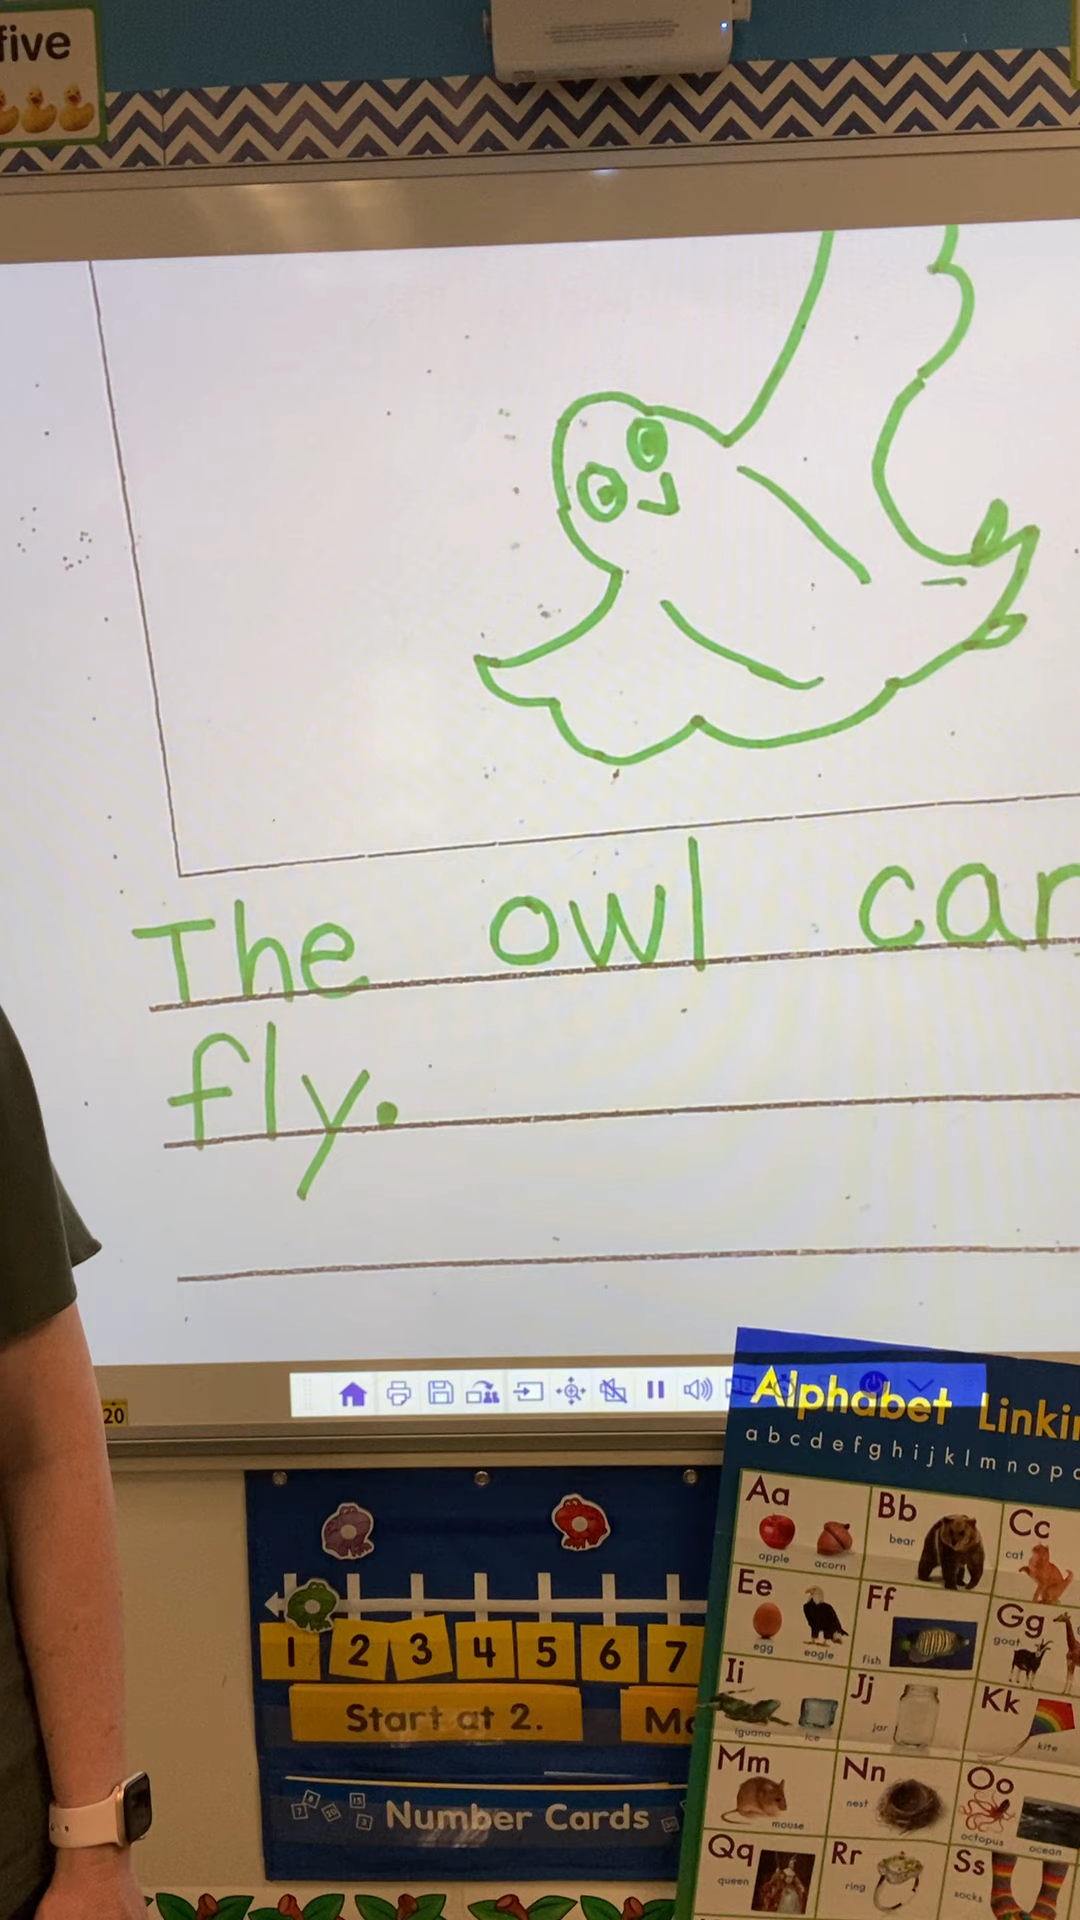 five
The owl can
fly.
20
Alphabet Linki
a b c d e f g h i j k l m n o p
Aa
apple
acorn
Bb
bear
Cc
cat
Ee
egg
eagle
Ff
fish
Gg
goat
Ii
iguana
ice
Jj
jar
Kk
kite
Mm
mouse
Nn
nest
Oo
octopus
ocean
Qq
queen
Rr
ring
Ss
socks
1 2 3 4 5 6 7
Start at 2.
Number Cards